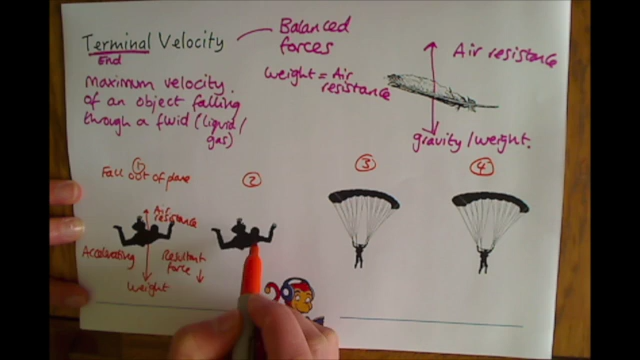 Terminal Velocity
End
Balanced
forces
weight = Air
resistance
maximum velocity
of an object falling
through a fluid (liquid/
gas)
Air resistance
gravity/weight.
①
Fall out of plane
Air
resistance
Accelerating
Resultant
force
weight
②
③
④